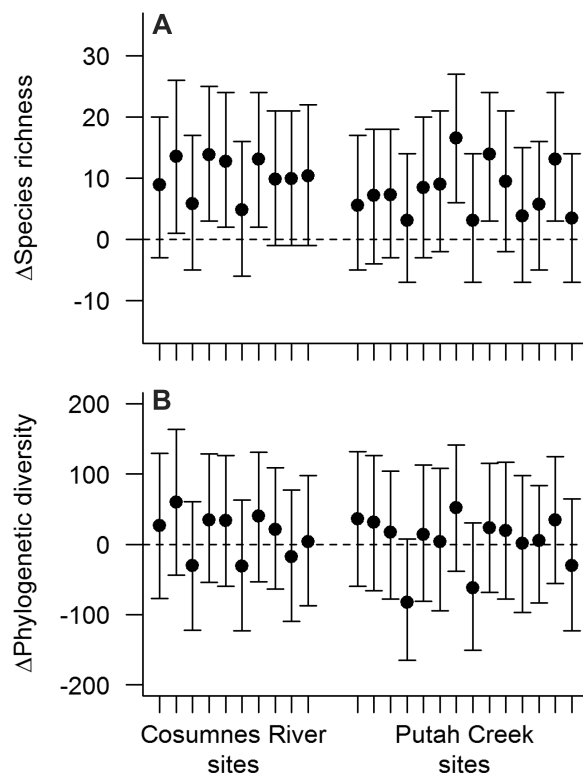 A
30
20
10
0
-10
ΔSpecies richness
B
200
100
0
-100
-200
ΔPhylogenetic diversity
Cosumnes River Putah Creek
sites sites